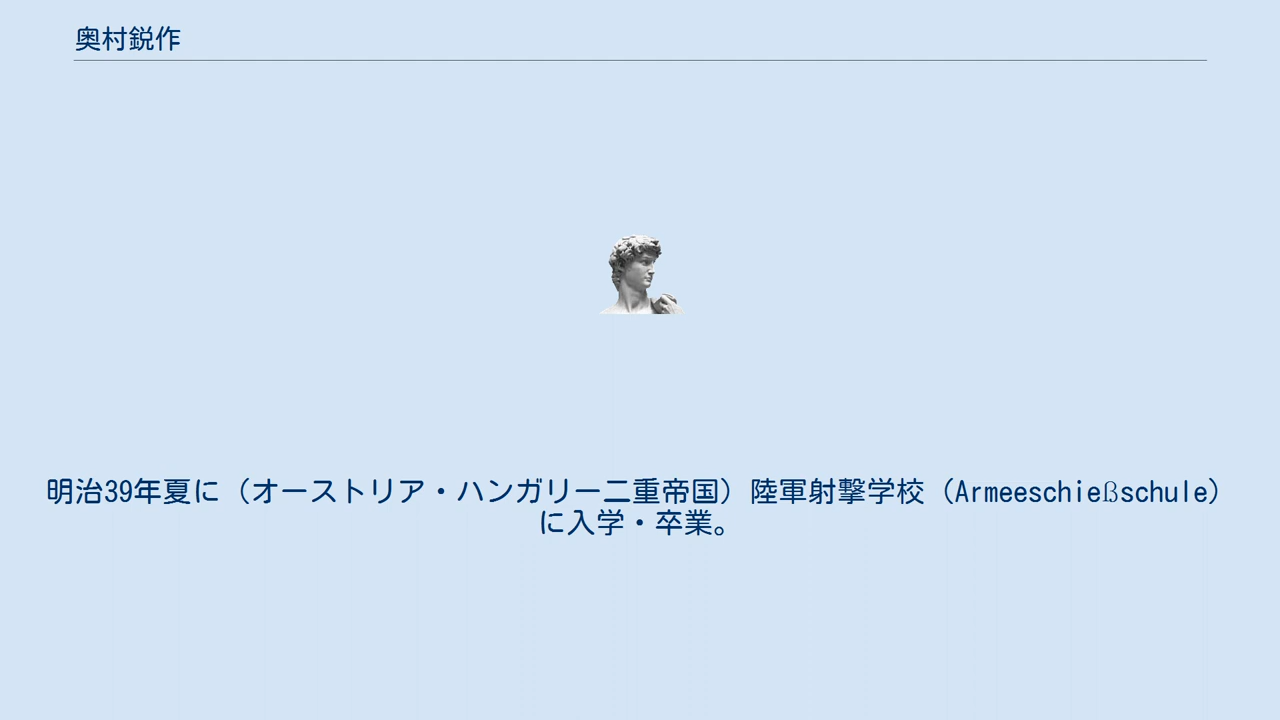 奥村鋭作
明治39年夏に（オーストリア・ハンガリー二重帝国）陸軍射撃学校（Armeeschießschule）
に入学・卒業。